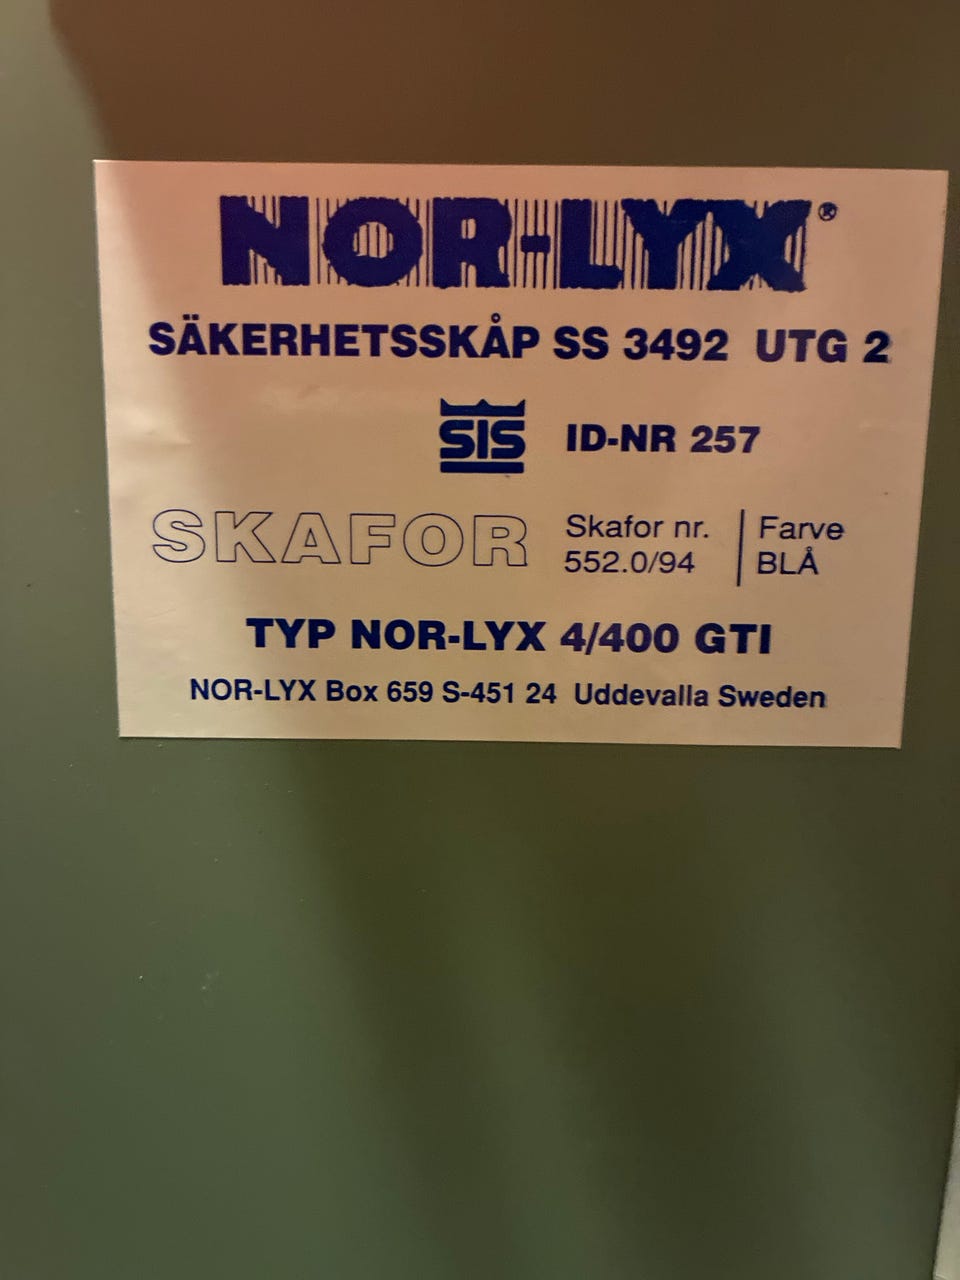 NOR-LYX®
SÄKERHETSSKÅP SS 3492 UTG 2
SIS ID-NR 257
SKAFOR Skafor nr. Farve
552.0/94 BLÅ
TYP NOR-LYX 4/400 GTI
NOR-LYX Box 659 S-451 24 Uddevalla Sweden